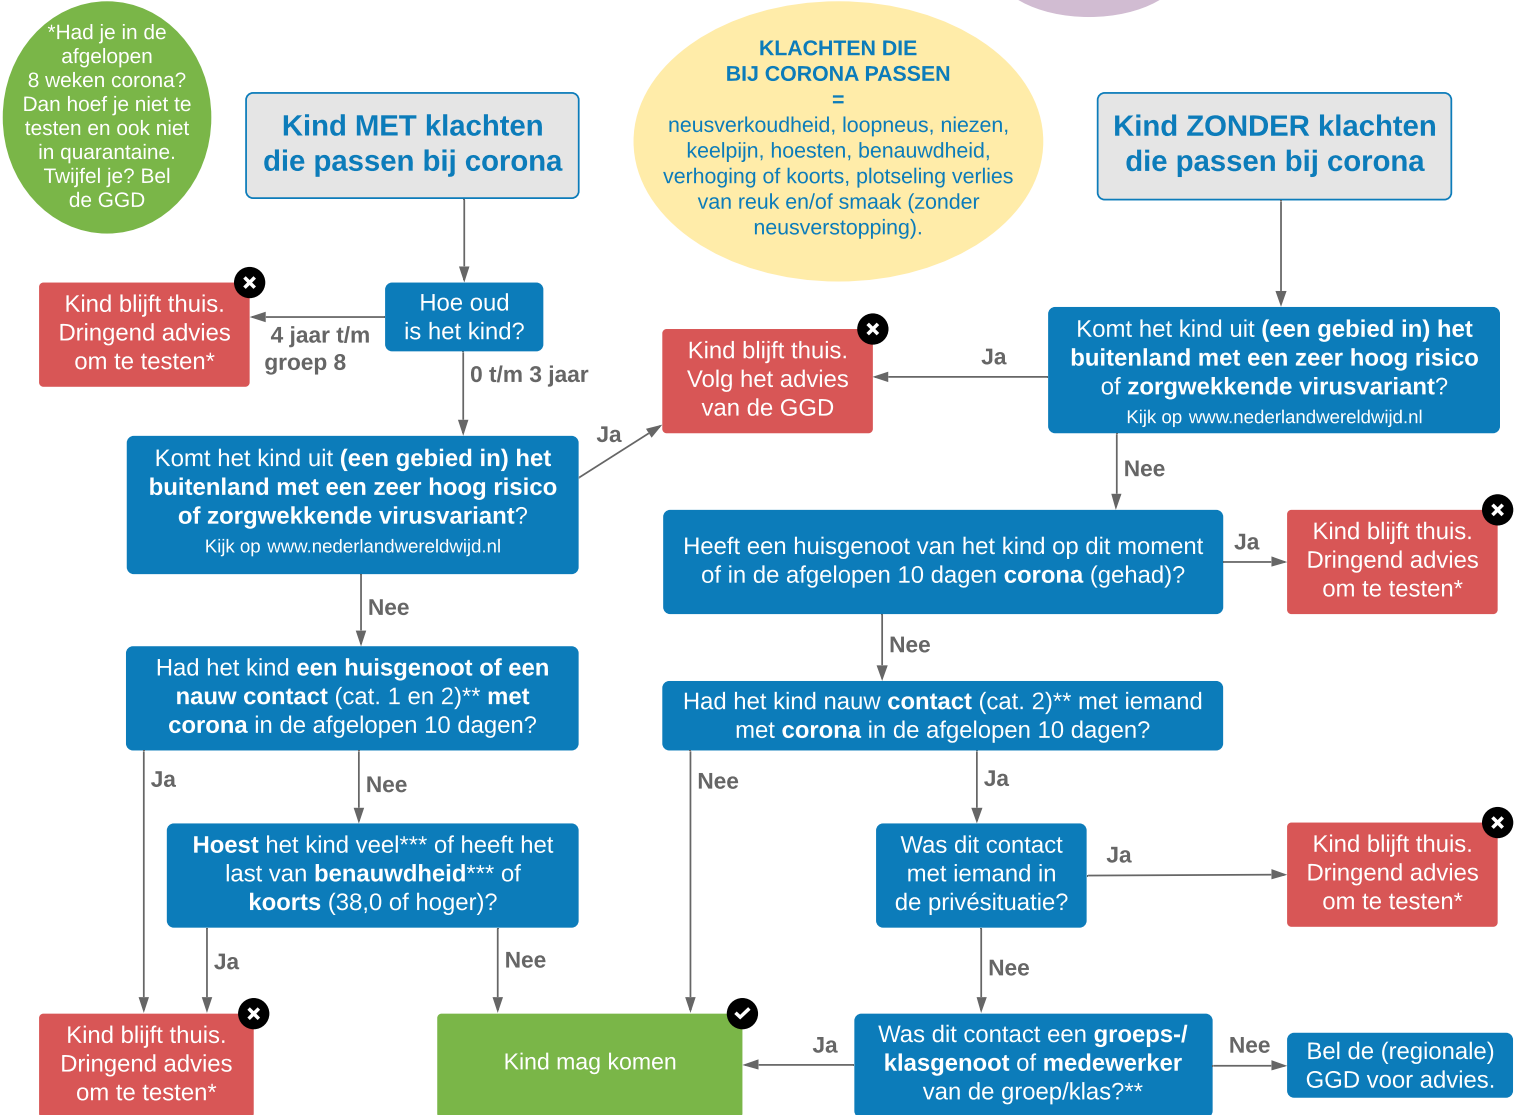 *Had je in de
afgelopen
8 weken corona?
Dan hoef je niet te
testen en ook niet
in quarantaine.
Twijfel je? Bel
de GGD
KLACHTEN DIE
BIJ CORONA PASSEN
=
neusverkoudheid, loopneus, niezen,
keelpijn, hoesten, benauwdheid,
verhoging of koorts, plotseling verlies
van reuk en/of smaak (zonder
neusverstopping).
Kind MET klachten
die passen bij corona
Kind ZONDER klachten
die passen bij corona
Hoe oud
is het kind?
4 jaar t/m
groep 8
Kind blijft thuis.
Dringend advies
om te testen*
0 t/m 3 jaar
Komt het kind uit (een gebied in) het
buitenland met een zeer hoog risico
of zorgwekkende virusvariant?
Kijk op www.nederlandwereldwijd.nl
Ja
Kind blijft thuis.
Volg het advies
van de GGD
Ja
Komt het kind uit (een gebied in) het
buitenland met een zeer hoog risico
of zorgwekkende virusvariant?
Kijk op www.nederlandwereldwijd.nl
Nee
Heeft een huisgenoot van het kind op dit moment
of in de afgelopen 10 dagen corona (gehad)?
Ja
Kind blijft thuis.
Dringend advies
om te testen*
Nee
Had het kind een huisgenoot of een
nauw contact (cat. 1 en 2)** met
corona in de afgelopen 10 dagen?
Nee
Had het kind nauw contact (cat. 2)** met iemand
met corona in de afgelopen 10 dagen?
Ja
Nee
Nee
Ja
Hoest het kind veel*** of heeft het
last van benauwdheid*** of
koorts (38,0 of hoger)?
Was dit contact
met iemand in
de privésituatie?
Ja
Kind blijft thuis.
Dringend advies
om te testen*
Ja
Nee
Nee
Kind blijft thuis.
Dringend advies
om te testen*
Kind mag komen
Ja
Was dit contact een groeps-/
klasgenoot of medewerker
van de groep/klas?**
Nee
Bel de (regionale)
GGD voor advies.